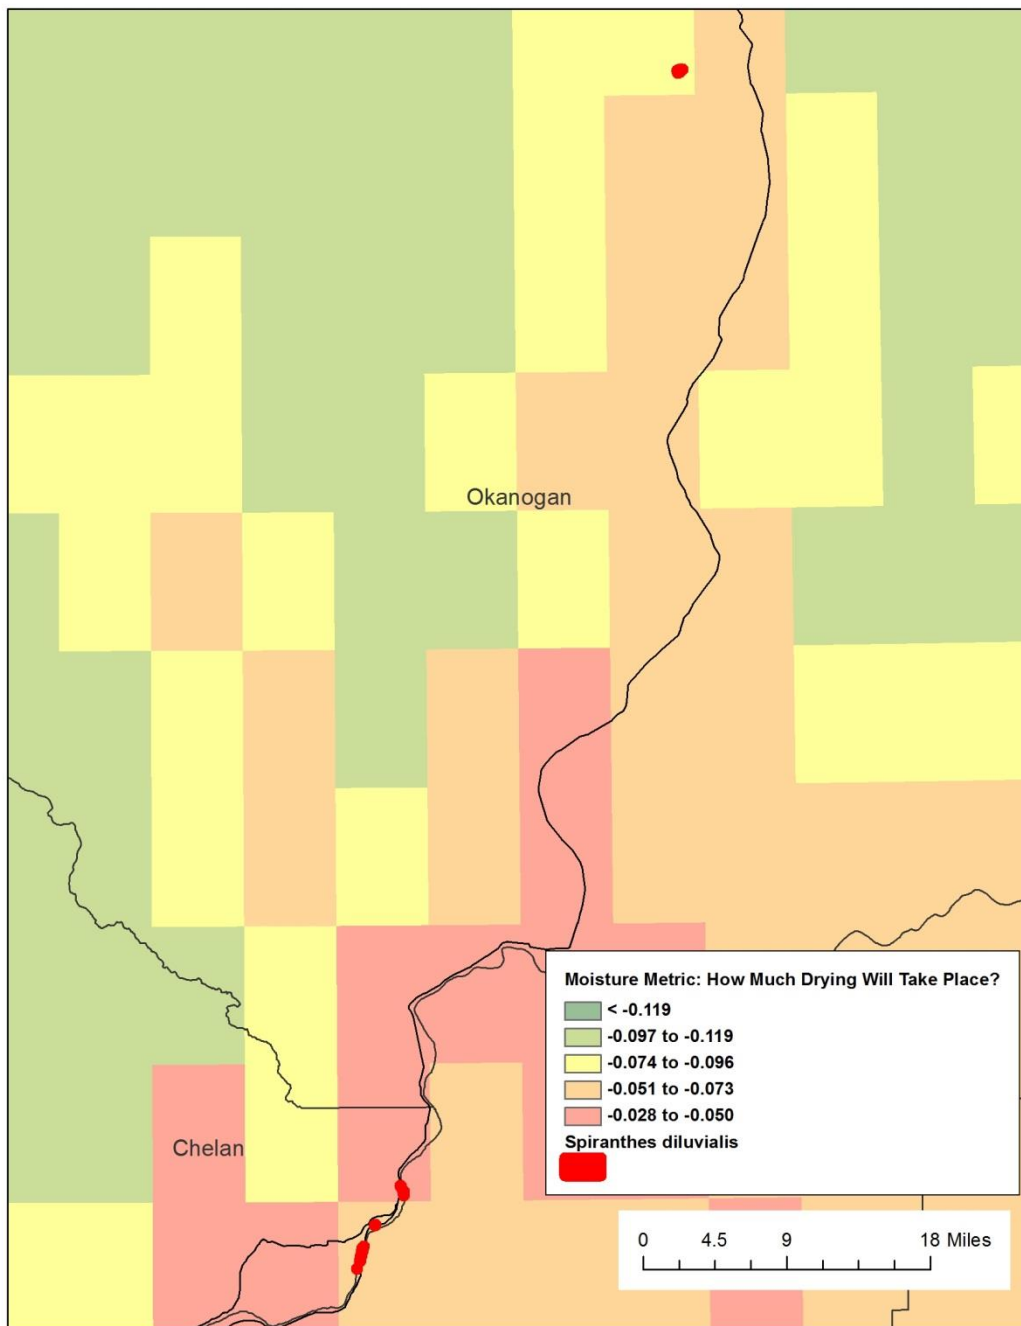 Okanogan
Moisture Metric: How Much Drying Will Take Place?
< -0.119
-0.097 to -0.119
-0.074 to -0.096
-0.051 to -0.073
-0.028 to -0.050
Spiranthes diluvialis
Chelan
0 4.5 9 18 Miles